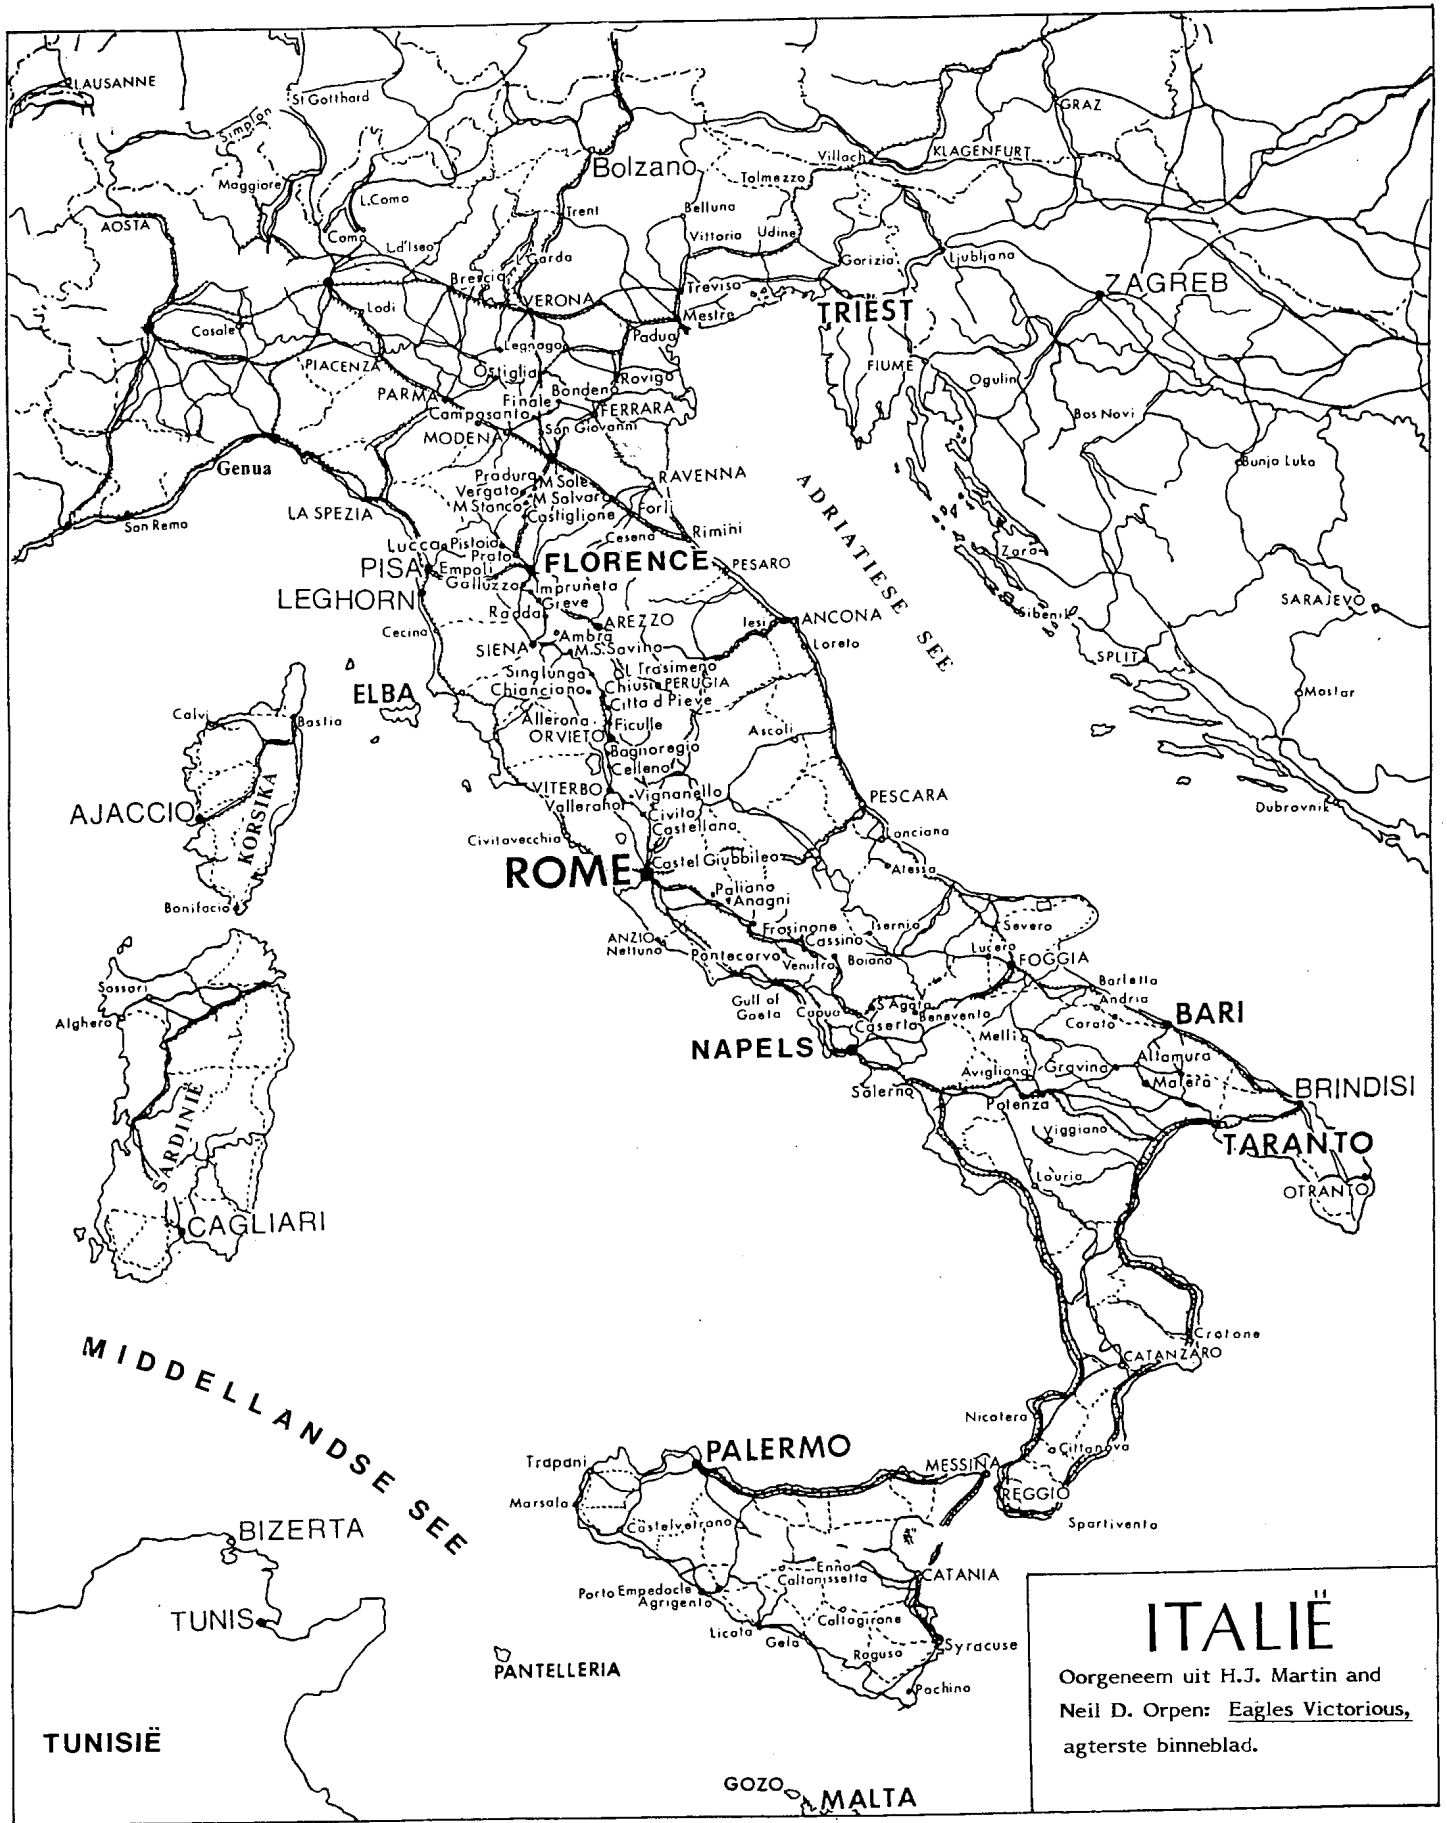 LAUSANNE
St Gotthard
Simplon
GRAZ
Bolzano
Villach
KLAGENFURT
Maggiore
Tolmezzo
L.Como
AOSTA
Trent
Belluna
Como
L.d'Iseo
Vittoria
Udine
L.Garda
Gorizia
Ljubljana
Brescia
VERONA
Treviso
ZAGREB
Lodi
Mestre
TRIEST
Casale
Padua
Legnago
PIACENZA
Ostiglia
FIUME
Rovigo
Ogulin
PARMA
Bondeno
Finale
FERRARA
Camposanto
Bos Novi
MODENA
San Giovanni
Genua
Bunja Luka
Pradura
M Sole
RAVENNA
Vergato
M Salvaro
M Stanco
Castiglione
Forli
LA SPEZIA
San Remo
Cesena
Rimini
Lucca
Pistoia
Zara
Prato
PISA
Empoli
FLORENCE
PESARO
Galluzzo
Impruneta
LEGHORN
Greve
SARAJEVO
Radda
AREZZO
Iesi
ANCONA
Sibenik
Cecina
Ambra
Loreto
SIENA
M.S.Savino
SPLIT
ADRIATIESE SEE
Sinalunga
L Trasimeno
ELBA
Chianciano
Chiusi
PERUGIA
Mostar
Citta d Pieve
Calvi
Bastia
Allerona
Ficulle
ORVIETO
Ascoli
Bagnoregio
Celleno
VITERBO
Vignanello
PESCARA
AJACCIO
Vallerano
Civita
Castellana
Dubrovnik
KORSIKA
Civitavecchia
Lanciana
ROME
Castel Giubbileo
Atessa
Paliano
Anagni
Bonifacio
Frosinone
Isernia
Severo
ANZIO
Nettuno
Cassino
Lucera
Pontecorvo
Venafro
Boiano
FOGGIA
Sassari
Barletta
Gull of
Gaeta
Capua
S Agata
Andria
BARI
Alghero
Caserta
Benevento
Corato
NAPELS
Melfi
Altamura
Avigliano
Gravina
Matera
Salerno
Potenza
BRINDISI
SARDINIË
Viggiano
TARANTO
Lauria
OTRANTO
CAGLIARI
MIDDELLANDSE SEE
Crotone
CATANZARO
Nicotera
Cittanova
PALERMO
Trapani
MESSINA
REGGIO
Marsala
Castelvetrano
Spartivento
BIZERTA
Enna
Caltanissetta
CATANIA
Porto Empedocle
Agrigento
TUNIS
Caltagirone
Licata
Gela
Ragusa
Syracuse
PANTELLERIA
Pachino
TUNISIË
GOZO
MALTA
ITALIË
Oorgeneem uit H.J. Martin and
Neil D. Orpen: Eagles Victorious,
agterste binneblad.